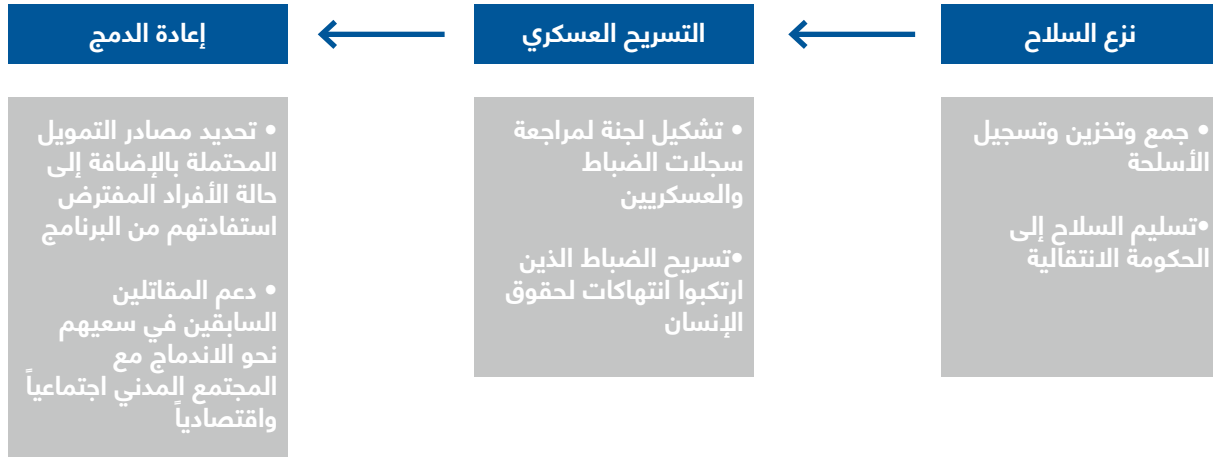 نزع السلاح
• جمع وتخزين وتسجيل
الأسلحة
•تسليم السلاح إلى
الحكومة الانتقالية
التسريح العسكري
• تشكيل لجنة لمراجعة
سجلات الضباط
والعسكريين
•تسريح الضباط الذين
ارتكبوا انتهاكات لحقوق
الإنسان
إعادة الدمج
• تحديد مصادر التمويل
المحتملة بالإضافة إلى
حالة الأفراد المفترض
استفادتهم من البرنامج
• دعم المقاتلين
السابقين في سعيهم
نحو الاندماج مع
المجتمع المدني اجتماعياً
واقتصادياً